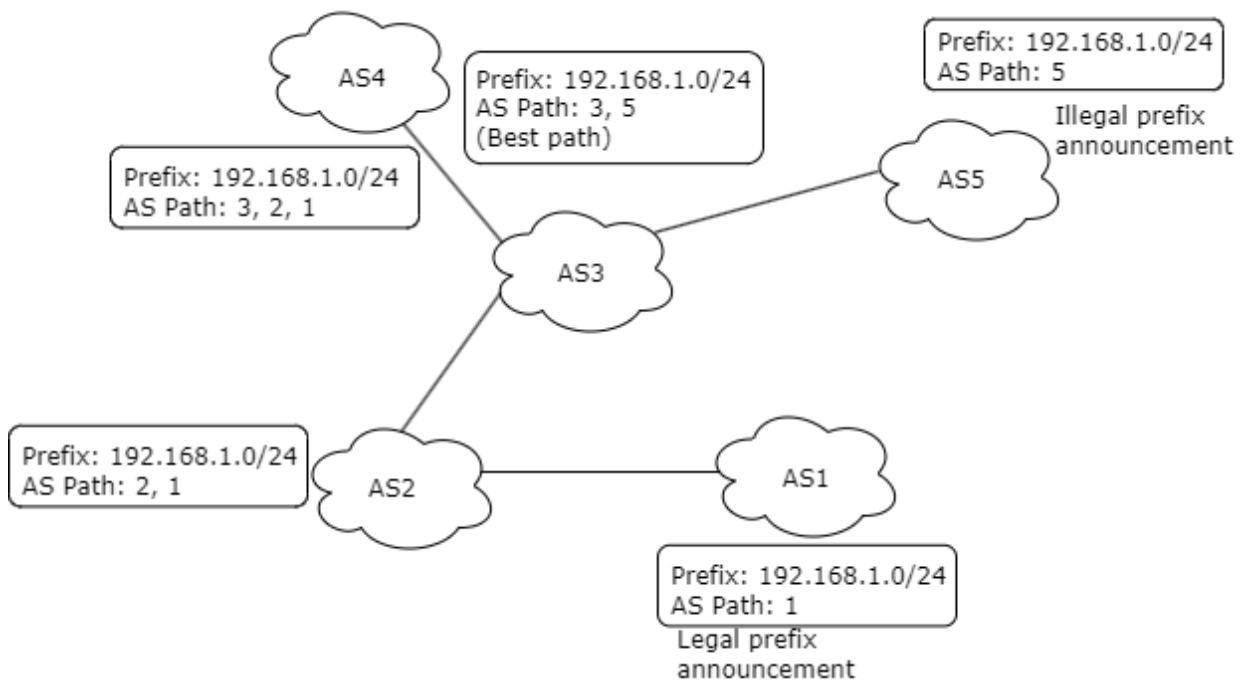 AS4
Prefix: 192.168.1.0/24
AS Path: 3, 5
(Best path)
Prefix: 192.168.1.0/24
AS Path: 5
Illegal prefix
announcement
AS5
Prefix: 192.168.1.0/24
AS Path: 3, 2, 1
AS3
Prefix: 192.168.1.0/24
AS Path: 2, 1
AS2
AS1
Prefix: 192.168.1.0/24
AS Path: 1
Legal prefix
announcement